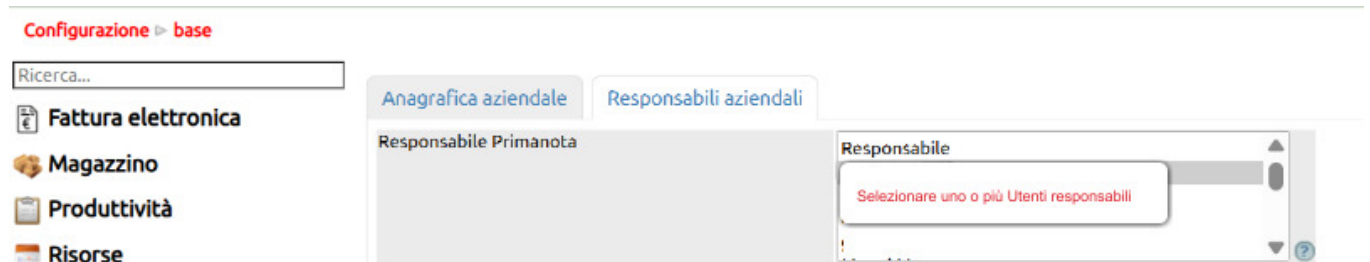 Configurazione ▷ base
Ricerca...
Anagrafica aziendale
Responsabili aziendali
Fattura elettronica
Responsabile Primanota
Responsabile
Magazzino
Selezionare uno o più Utenti responsabili
Produttività
Risorse